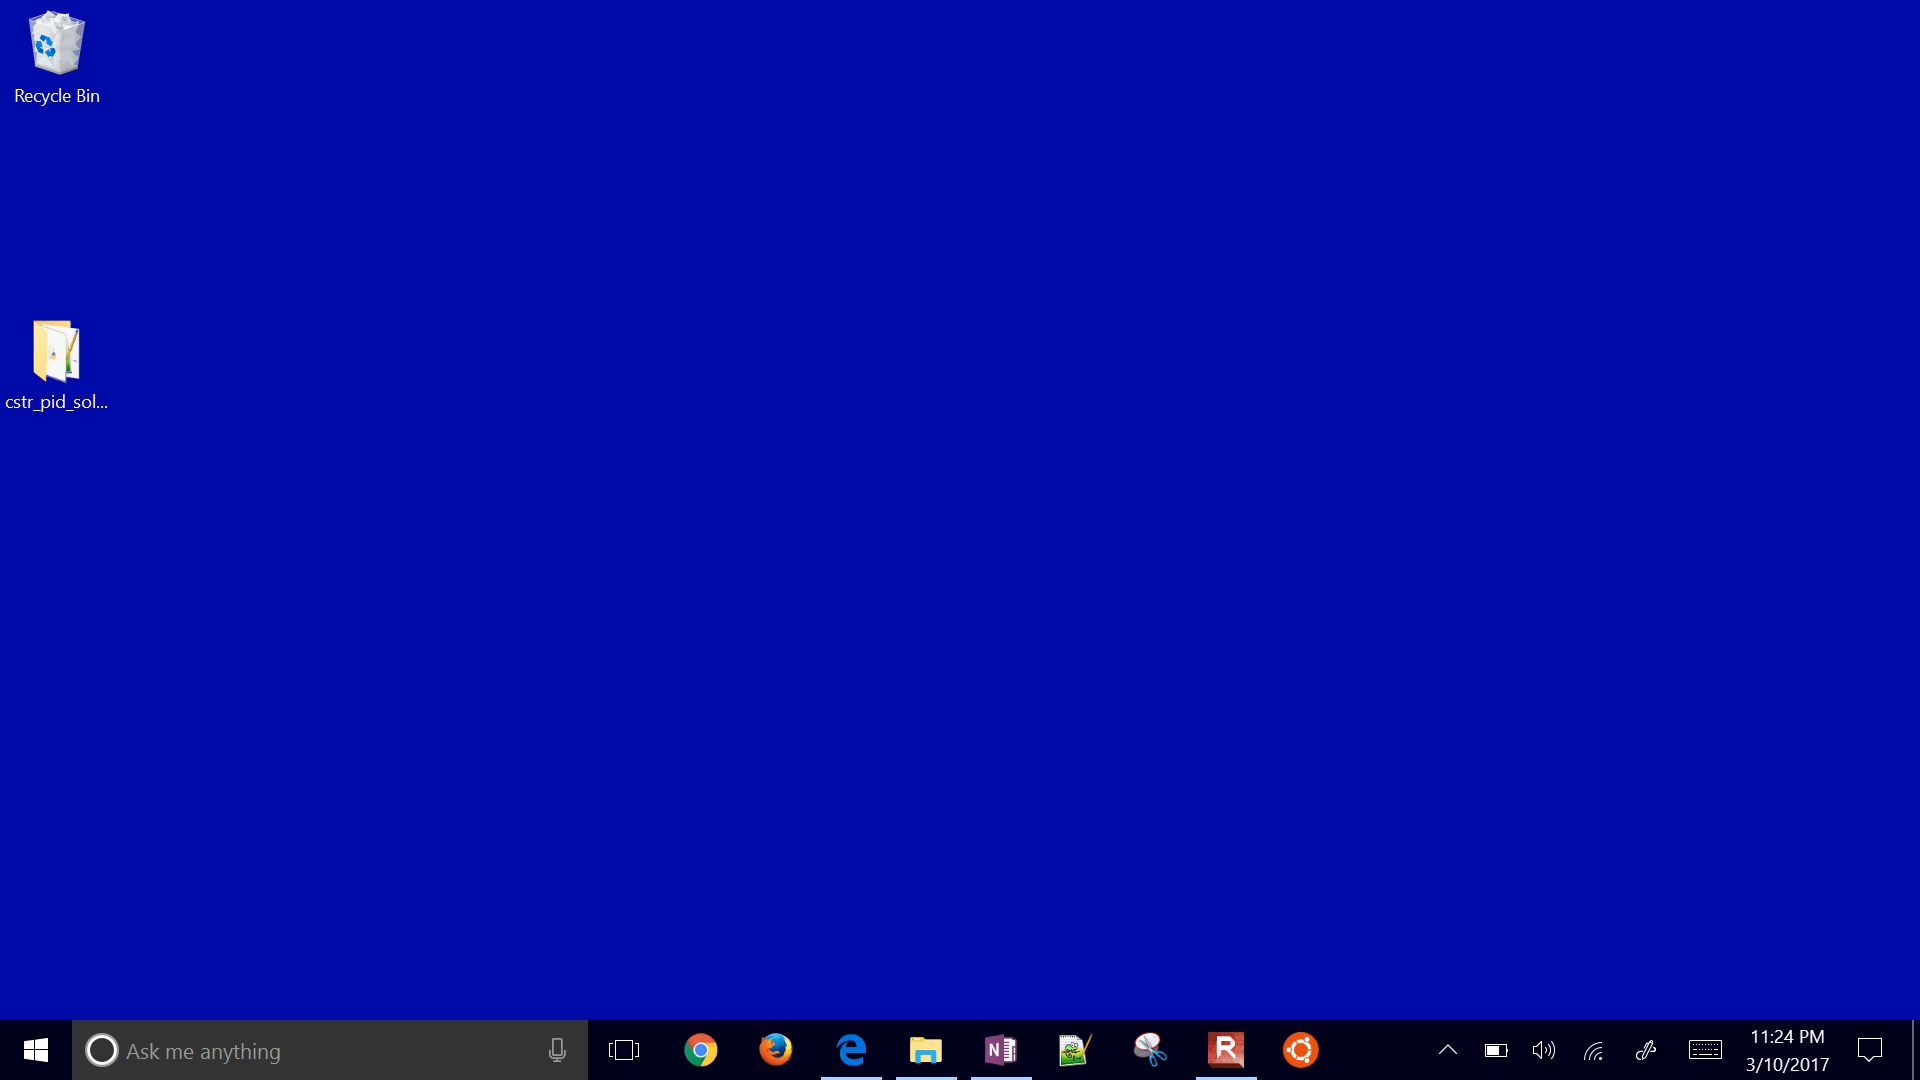 Recycle Bin
cstr_pid_sol...
Ask me anything
N
R
11:24 PM
3/10/2017